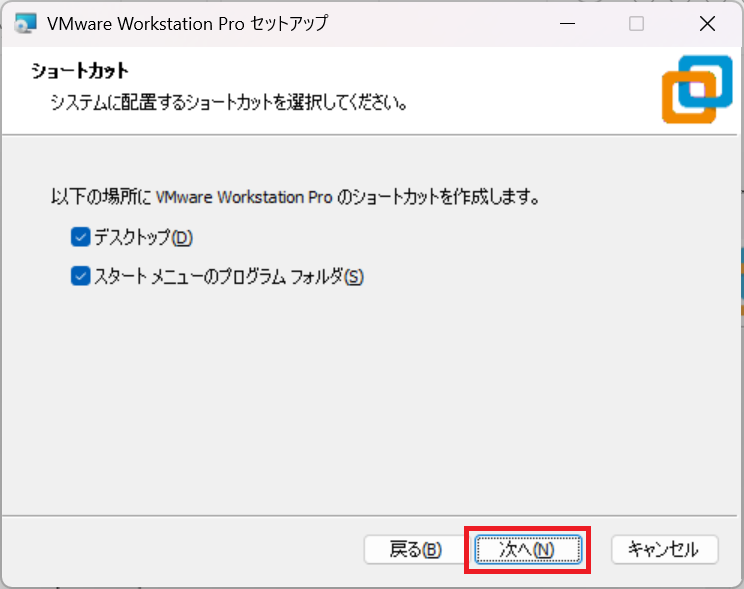 VMware Workstation Pro セットアップ
ショートカット
システムに配置するショートカットを選択してください。
以下の場所に VMware Workstation Pro のショートカットを作成します。
デスクトップ(D)
スタート メニューのプログラム フォルダ(S)
戻る(B)
次へ(N)
キャンセル